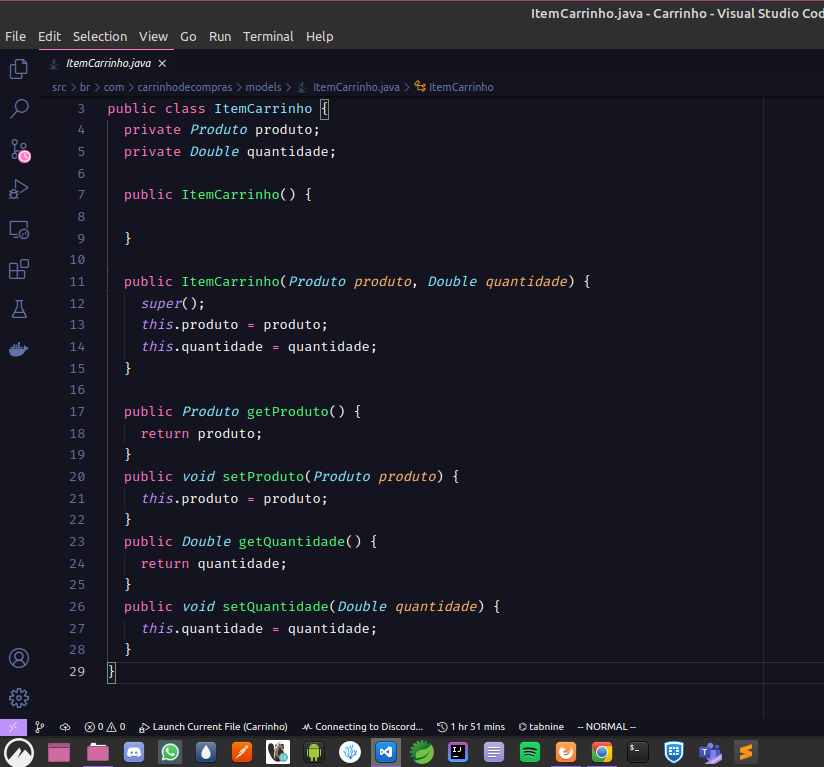 ItemCarrinho.java - Carrinho - Visual Studio Cod
File Edit Selection View Go Run Terminal Help
ItemCarrinho.java
src > br > com > carrinhodecompras > models > ItemCarrinho.java > ItemCarrinho
3 public class ItemCarrinho {
4 private Produto produto;
5 private Double quantidade;
6
7 public ItemCarrinho() {
8
9 }
10
11 public ItemCarrinho(Produto produto, Double quantidade) {
12 super();
13 this.produto = produto;
14 this.quantidade = quantidade;
15 }
16
17 public Produto getProduto() {
18 return produto;
19 }
20 public void setProduto(Produto produto) {
21 this.produto = produto;
22 }
23 public Double getQuantidade() {
24 return quantidade;
25 }
26 public void setQuantidade(Double quantidade) {
27 this.quantidade = quantidade;
28 }
29 }
0 0 Launch Current File (Carrinho) Connecting to Discord... 1 hr 51 mins tabnine -- NORMAL --